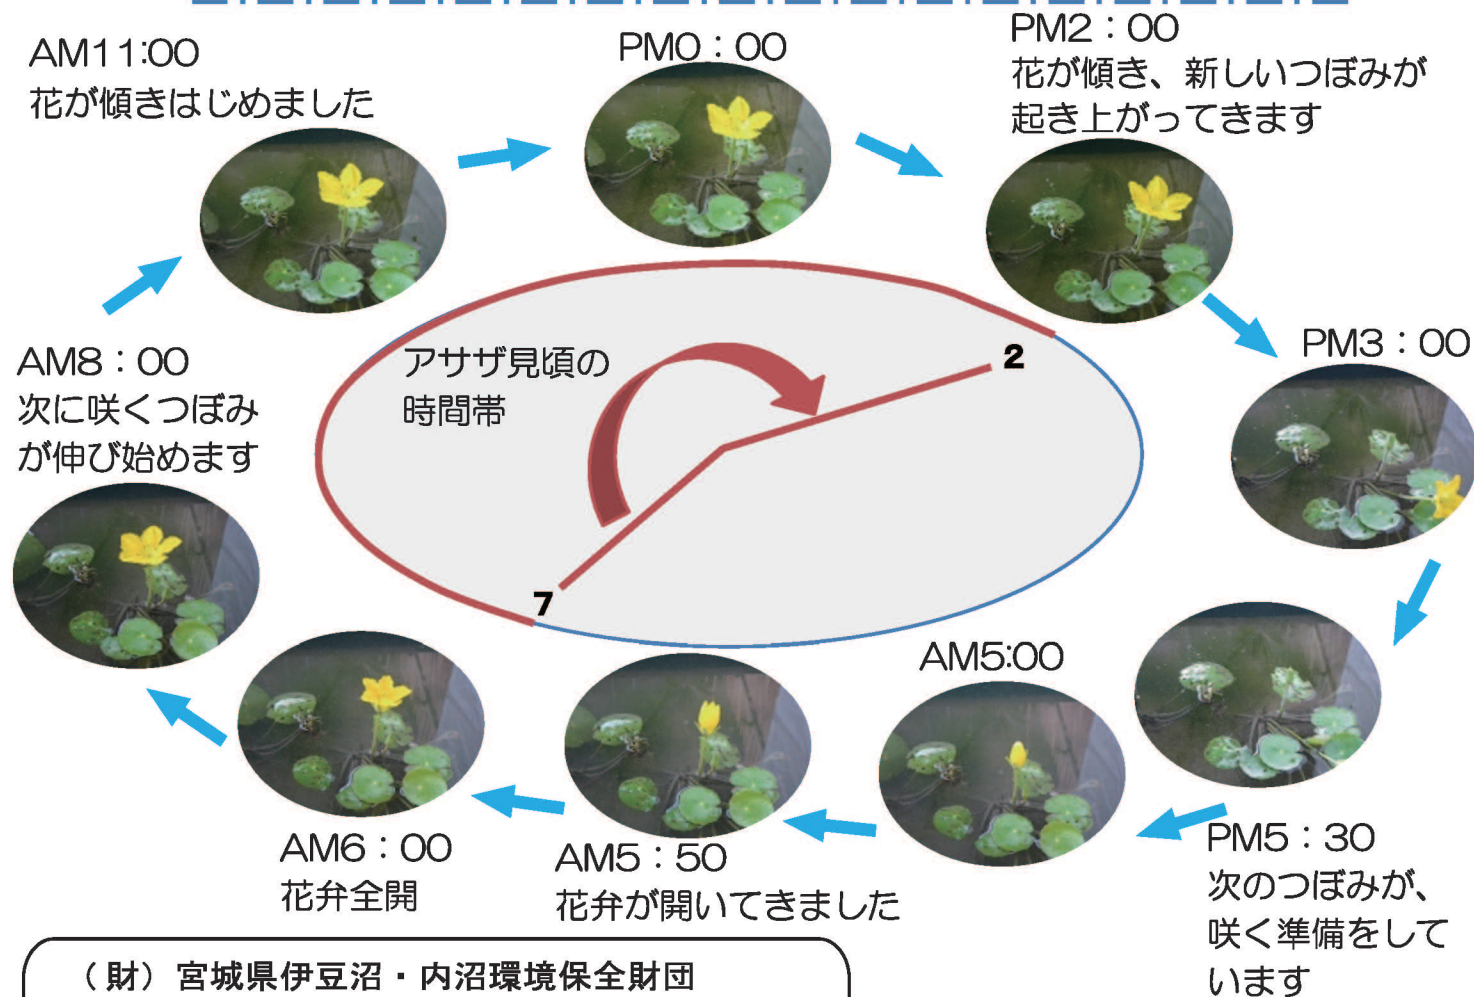 AM11:00
花が傾きはじめました
PM0：00
PM2：00
花が傾き、新しいつぼみが
起き上がってきます
PM3：00
アサザ見頃の
時間帯
2
7
AM8：00
次に咲くつぼみ
が伸び始めます
AM5:00
AM6：00
花弁全開
AM5：50
花弁が開いてきました
PM5：30
次のつぼみが、
咲く準備をして
います
（財）宮城県伊豆沼・内沼環境保全財団